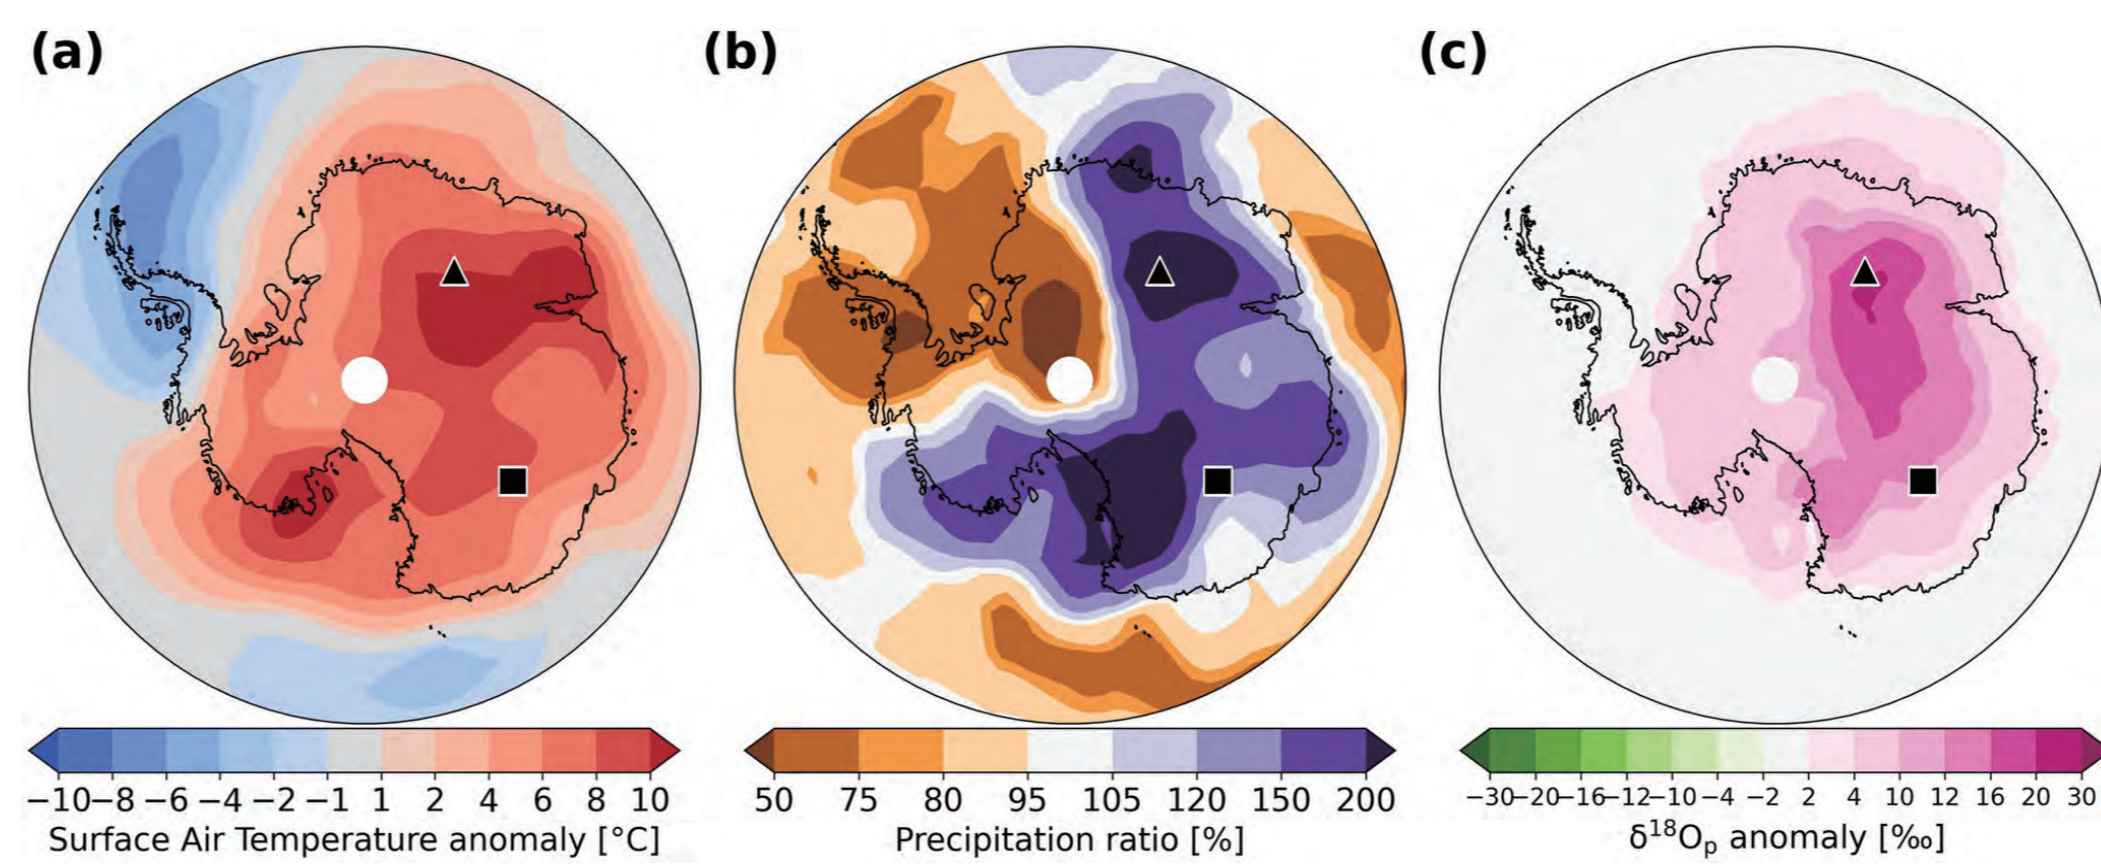 (a) (b) (c)
−10−8 −6 −4 −2 −1 1 2 4 6 8 10
Surface Air Temperature anomaly [°C]
50 75 80 95 105 120 150 200
Precipitation ratio [%]
−30−20−16−12−10 −4 −2 2 4 10 12 16 20 30
δ¹⁸Oₚ anomaly [‰]